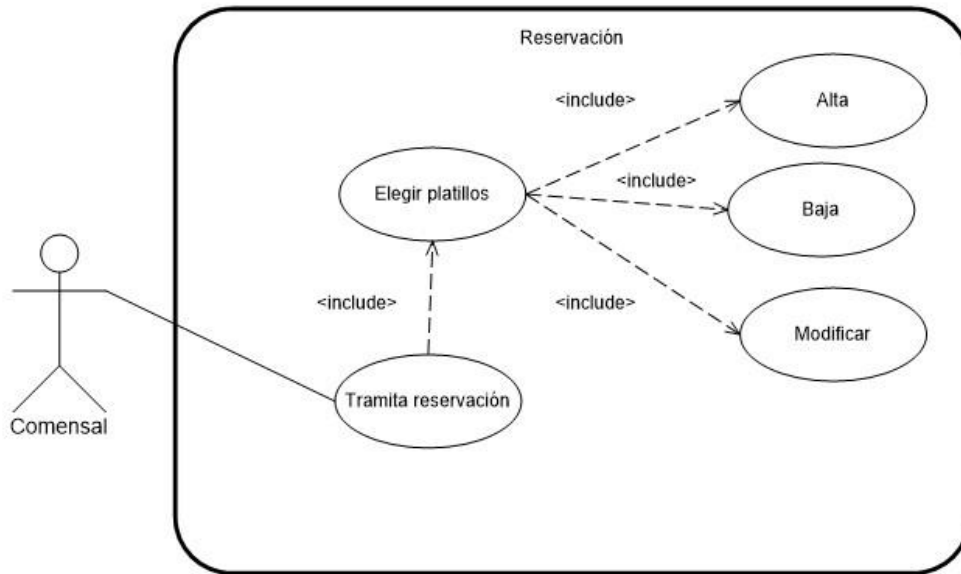 Reservación
<include>
Alta
Elegir platillos
<include>
Baja
<include>
<include>
Modificar
Tramita reservación
Comensal